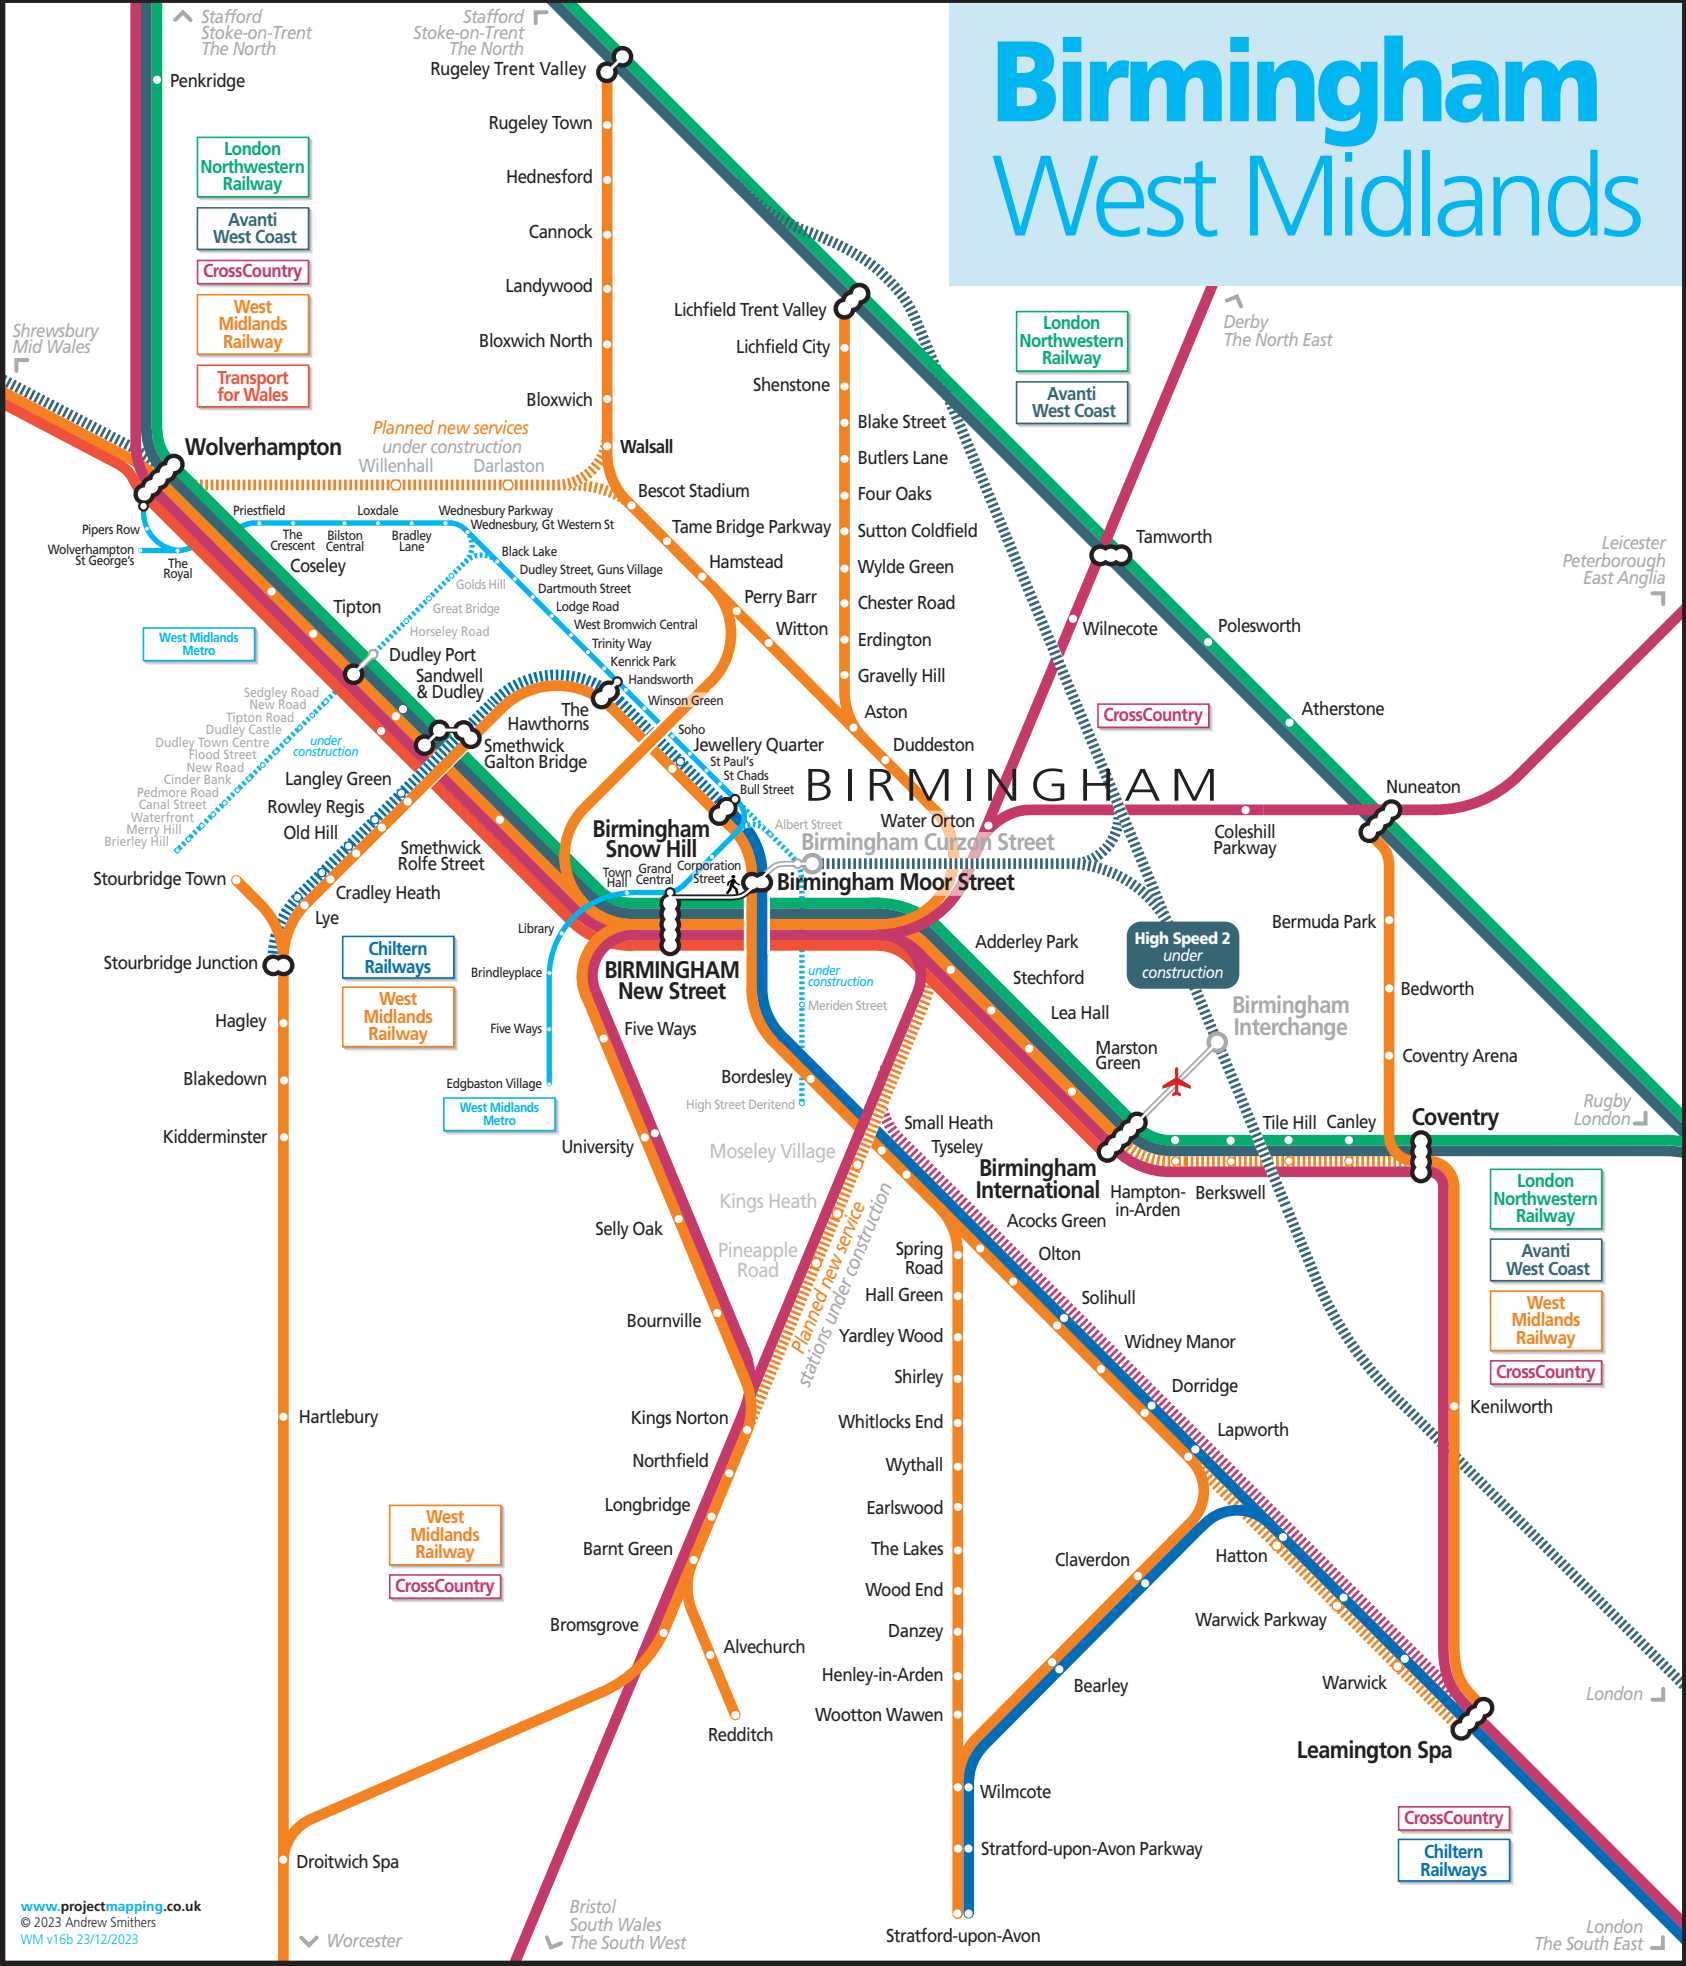 Birmingham
West Midlands
Stafford
Stoke-on-Trent
The North
Stafford
Stoke-on-Trent
The North
Penkridge
London
Northwestern
Railway
Avanti
West Coast
CrossCountry
West
Midlands
Railway
Transport
for Wales
Shrewsbury
Mid Wales
Rugeley Trent Valley
Rugeley Town
Hednesford
Cannock
Landywood
Bloxwich North
Bloxwich
Walsall
Planned new services
under construction
Willenhall
Darlaston
Wolverhampton
Bescot Stadium
Tame Bridge Parkway
Hamstead
Perry Barr
Witton
Lichfield Trent Valley
Lichfield City
Shenstone
Blake Street
Butlers Lane
Four Oaks
Sutton Coldfield
Wylde Green
Chester Road
Erdington
Gravelly Hill
Aston
Duddeston
London
Northwestern
Railway
Avanti
West Coast
Derby
The North East
Tamworth
Wilnecote
Polesworth
Atherstone
CrossCountry
Leicester
Peterborough
East Anglia
Nuneaton
Water Orton
Coleshill
Parkway
Bermuda Park
Bedworth
Coventry Arena
Pipers Row
Wolverhampton
St George's
The
Royal
Priestfield
The
Crescent
Bilston
Central
Loxdale
Bradley
Lane
Wednesbury Parkway
Wednesbury, Gt Western St
Black Lake
Dudley Street, Guns Village
Dartmouth Street
Lodge Road
West Bromwich Central
Trinity Way
Kenrick Park
Handsworth
Winson Green
Soho
Jewellery Quarter
St Paul's
St Chads
Bull Street
Golds Hill
Great Bridge
Horseley Road
Coseley
Tipton
West Midlands
Metro
Dudley Port
Sandwell
& Dudley
Sedgley Road
New Road
Tipton Road
Dudley Castle
Dudley Town Centre
Flood Street
New Road
Cinder Bank
Pedmore Road
Canal Street
Waterfront
Merry Hill
Brierley Hill
under
construction
The
Hawthorns
Smethwick
Galton Bridge
Langley Green
Rowley Regis
Old Hill
Smethwick
Rolfe Street
Cradley Heath
Lye
Stourbridge Town
Stourbridge Junction
BIRMINGHAM
Albert Street
Birmingham Curzon Street
Birmingham
Snow Hill
Town
Hall
Grand
Central
Corporation
Street
Birmingham Moor Street
Library
BIRMINGHAM
New Street
Brindleyplace
Five Ways
Edgbaston Village
West Midlands
Metro
Chiltern
Railways
West
Midlands
Railway
under
construction
Meriden Street
High Street Deritend
Adderley Park
Stechford
Lea Hall
Marston
Green
High Speed 2
under
construction
Birmingham
Interchange
Birmingham
International
Hampton-
in-Arden
Berkswell
Tile Hill
Canley
Coventry
Rugby
London
London
Northwestern
Railway
Avanti
West Coast
West
Midlands
Railway
CrossCountry
Kenilworth
Hagley
Blakedown
Kidderminster
Hartlebury
Droitwich Spa
Worcester
Five Ways
University
Selly Oak
Bournville
Kings Norton
Northfield
Longbridge
Barnt Green
Bromsgrove
Alvechurch
Redditch
West
Midlands
Railway
CrossCountry
Moseley Village
Kings Heath
Pineapple
Road
Planned new service
stations under construction
Bordesley
Small Heath
Tyseley
Acocks Green
Olton
Solihull
Widney Manor
Dorridge
Lapworth
Hatton
Warwick Parkway
Warwick
Leamington Spa
Spring
Road
Hall Green
Yardley Wood
Shirley
Whitlocks End
Wythall
Earlswood
The Lakes
Wood End
Danzey
Henley-in-Arden
Wootton Wawen
Claverdon
Bearley
Wilmcote
Stratford-upon-Avon Parkway
Stratford-upon-Avon
London
CrossCountry
Chiltern
Railways
London
The South East
Bristol
South Wales
The South West
www.projectmapping.co.uk
© 2023 Andrew Smithers
WM v16b 23/12/2023